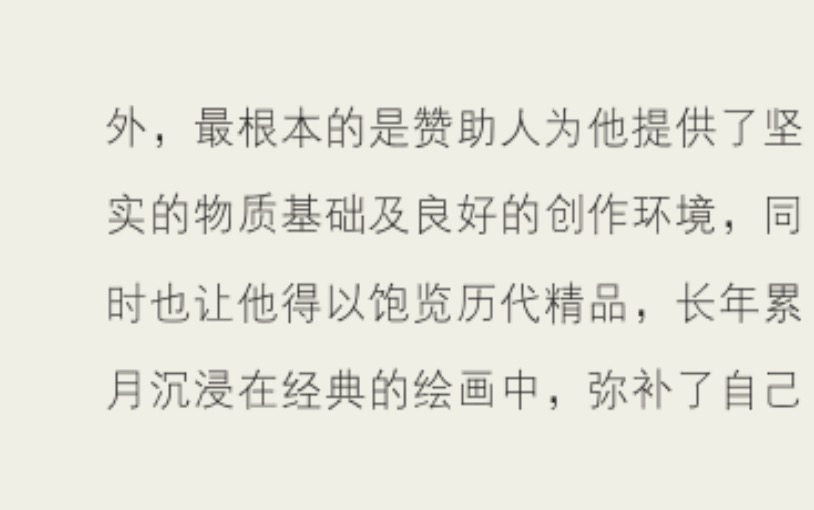 外，最根本的是赞助人为他提供了坚
实的物质基础及良好的创作环境，同
时也让他得以饱览历代精品，长年累
月沉浸在经典的绘画中，弥补了自己